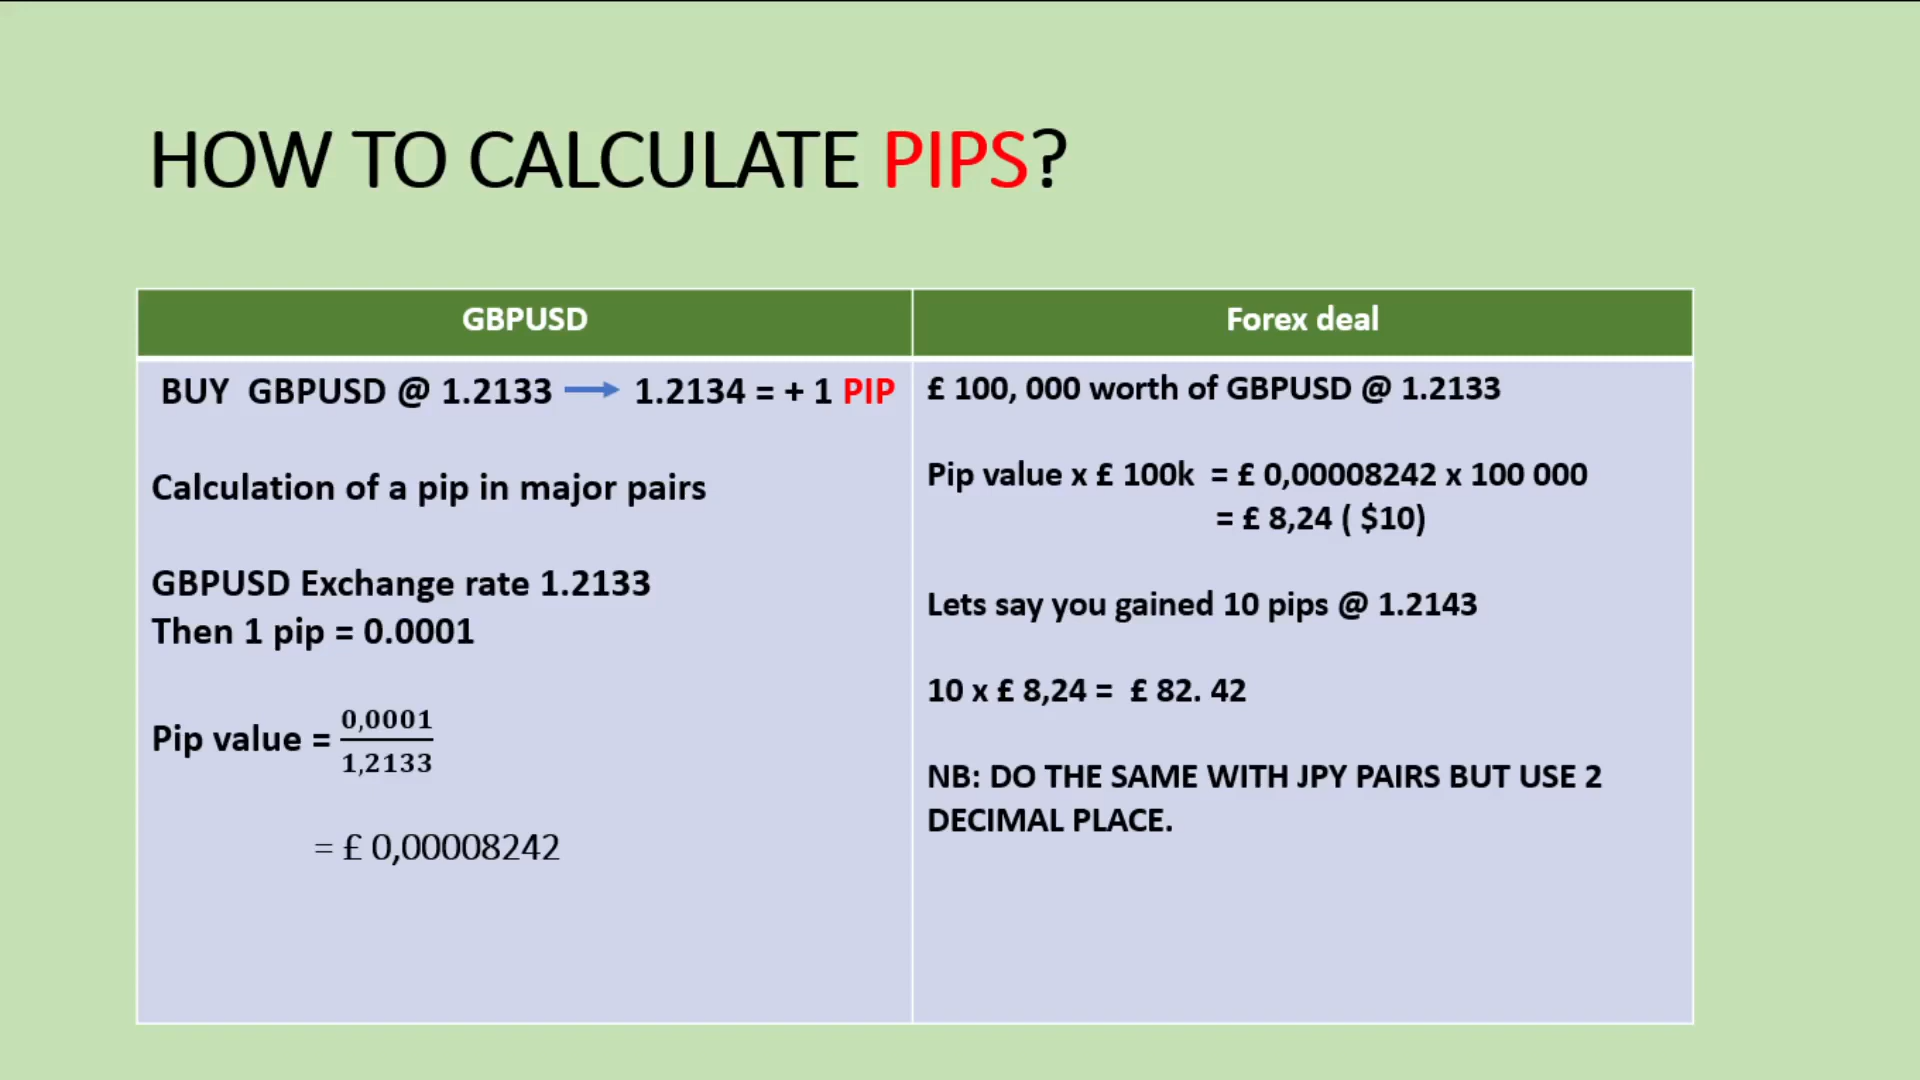 HOW TO CALCULATE PIPS?
GBPUSD
BUY GBPUSD @ 1.2133 → 1.2134 = + 1 PIP
Calculation of a pip in major pairs
GBPUSD Exchange rate 1.2133
Then 1 pip = 0.0001
Pip value = 0,0001 / 1,2133
= £ 0,00008242
Forex deal
£ 100, 000 worth of GBPUSD @ 1.2133
Pip value x £ 100k = £ 0,00008242 x 100 000
= £ 8,24 ( $10)
Lets say you gained 10 pips @ 1.2143
10 x £ 8,24 = £ 82. 42
NB: DO THE SAME WITH JPY PAIRS BUT USE 2
DECIMAL PLACE.